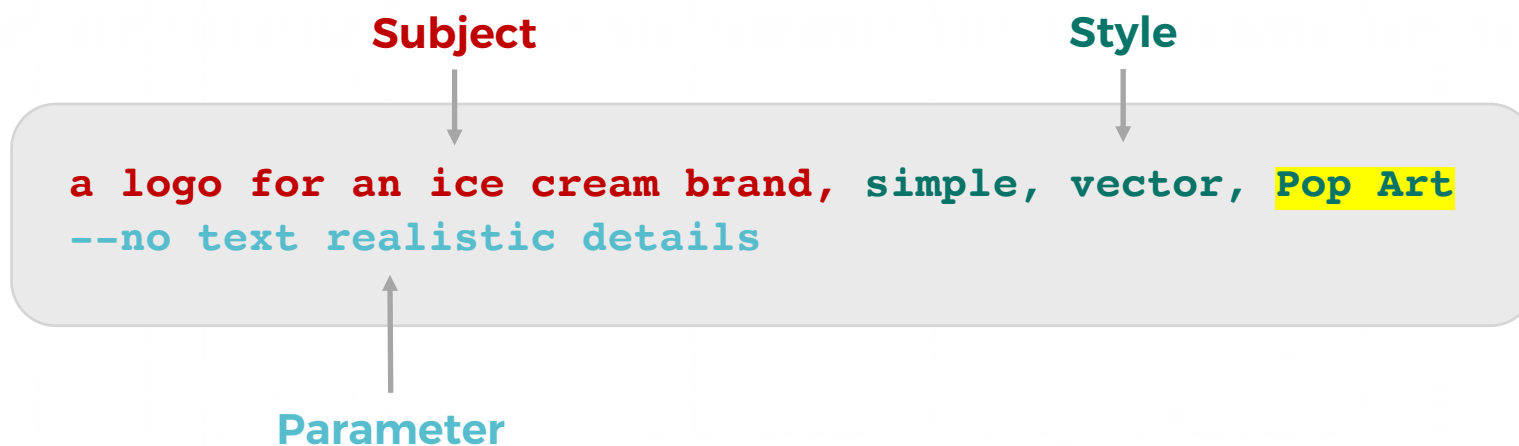 Subject
Style
a logo for an ice cream brand, simple, vector, Pop Art
--no text realistic details
Parameter